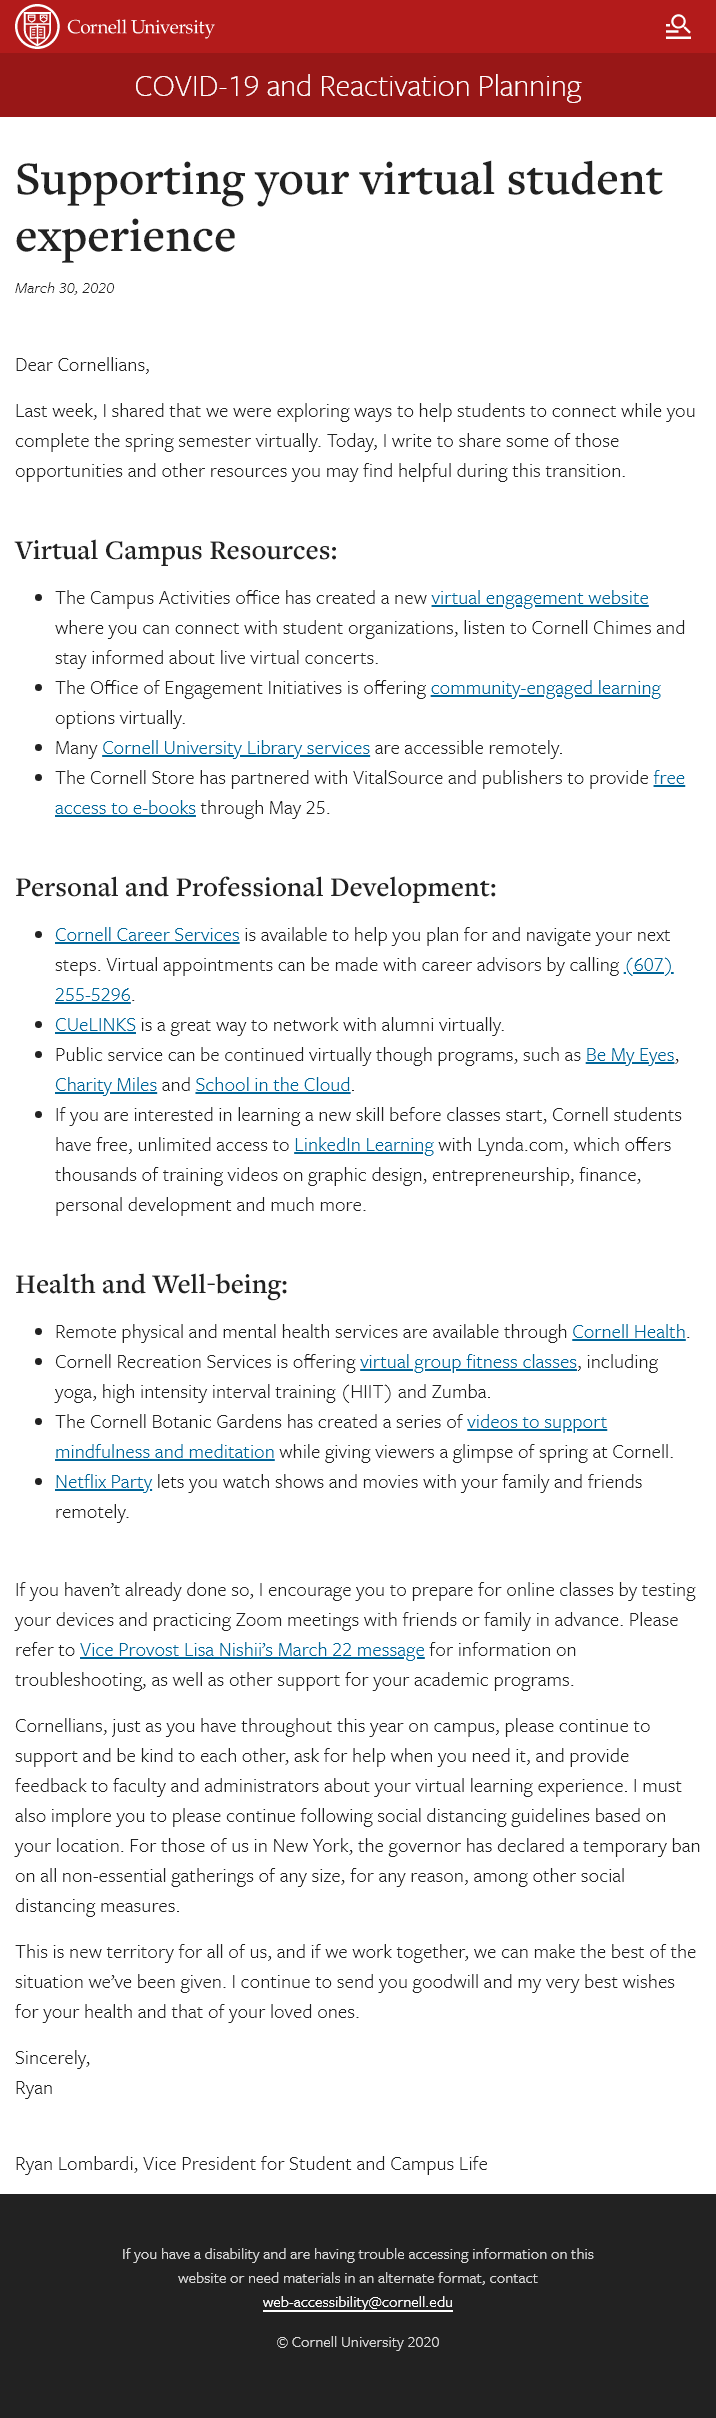 Cornell University
COVID-19 and Reactivation Planning
Supporting your virtual student
experience
March 30, 2020
Dear Cornellians,
Last week, I shared that we were exploring ways to help students to connect while you
complete the spring semester virtually. Today, I write to share some of those
opportunities and other resources you may find helpful during this transition.
Virtual Campus Resources:
• The Campus Activities office has created a new virtual engagement website
where you can connect with student organizations, listen to Cornell Chimes and
stay informed about live virtual concerts.
• The Office of Engagement Initiatives is offering community-engaged learning
options virtually.
• Many Cornell University Library services are accessible remotely.
• The Cornell Store has partnered with VitalSource and publishers to provide free
access to e-books through May 25.
Personal and Professional Development:
• Cornell Career Services is available to help you plan for and navigate your next
steps. Virtual appointments can be made with career advisors by calling (607)
255-5296.
• CUeLINKS is a great way to network with alumni virtually.
• Public service can be continued virtually though programs, such as Be My Eyes,
Charity Miles and School in the Cloud.
• If you are interested in learning a new skill before classes start, Cornell students
have free, unlimited access to LinkedIn Learning with Lynda.com, which offers
thousands of training videos on graphic design, entrepreneurship, finance,
personal development and much more.
Health and Well-being:
• Remote physical and mental health services are available through Cornell Health.
• Cornell Recreation Services is offering virtual group fitness classes, including
yoga, high intensity interval training (HIIT) and Zumba.
• The Cornell Botanic Gardens has created a series of videos to support
mindfulness and meditation while giving viewers a glimpse of spring at Cornell.
• Netflix Party lets you watch shows and movies with your family and friends
remotely.
If you haven’t already done so, I encourage you to prepare for online classes by testing
your devices and practicing Zoom meetings with friends or family in advance. Please
refer to Vice Provost Lisa Nishii’s March 22 message for information on
troubleshooting, as well as other support for your academic programs.
Cornellians, just as you have throughout this year on campus, please continue to
support and be kind to each other, ask for help when you need it, and provide
feedback to faculty and administrators about your virtual learning experience. I must
also implore you to please continue following social distancing guidelines based on
your location. For those of us in New York, the governor has declared a temporary ban
on all non-essential gatherings of any size, for any reason, among other social
distancing measures.
This is new territory for all of us, and if we work together, we can make the best of the
situation we’ve been given. I continue to send you goodwill and my very best wishes
for your health and that of your loved ones.
Sincerely,
Ryan
Ryan Lombardi, Vice President for Student and Campus Life
If you have a disability and are having trouble accessing information on this
website or need materials in an alternate format, contact
web-accessibility@cornell.edu
© Cornell University 2020